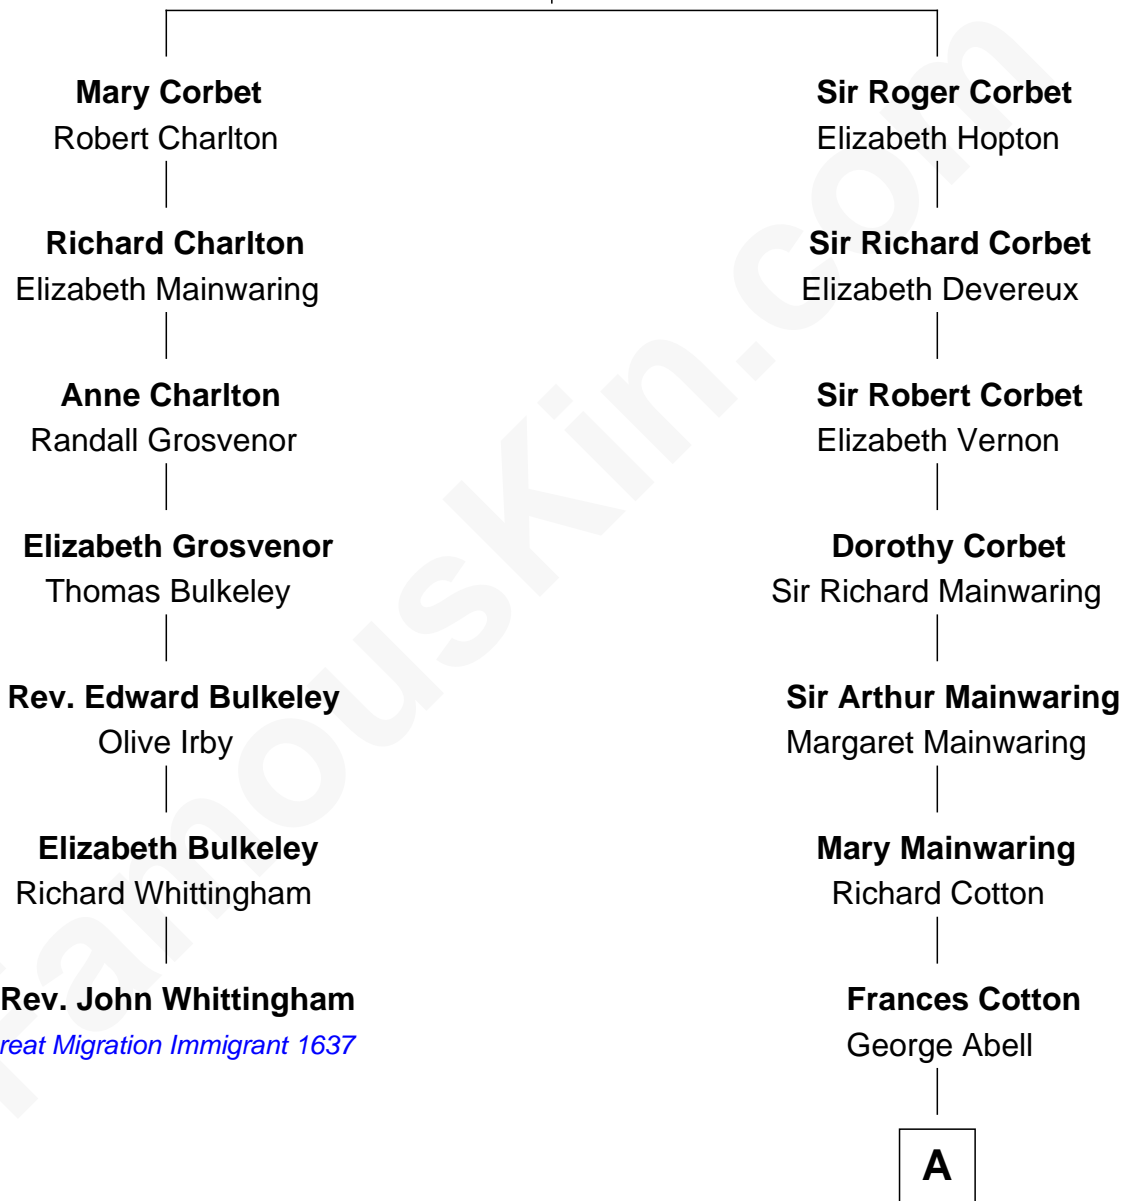 Mary Corbet
Robert Charlton
Richard Charlton
Elizabeth Mainwaring
Anne Charlton
Randall Grosvenor
Elizabeth Grosvenor
Thomas Bulkeley
Rev. Edward Bulkeley
Olive Irby
Elizabeth Bulkeley
Richard Whittingham
Rev. John Whittingham
reat Migration Immigrant 1637
Sir Roger Corbet
Elizabeth Hopton
Sir Richard Corbet
Elizabeth Devereux
Sir Robert Corbet
Elizabeth Vernon
Dorothy Corbet
Sir Richard Mainwaring
Sir Arthur Mainwaring
Margaret Mainwaring
Mary Mainwaring
Richard Cotton
Frances Cotton
George Abell
A
FamousKin.com